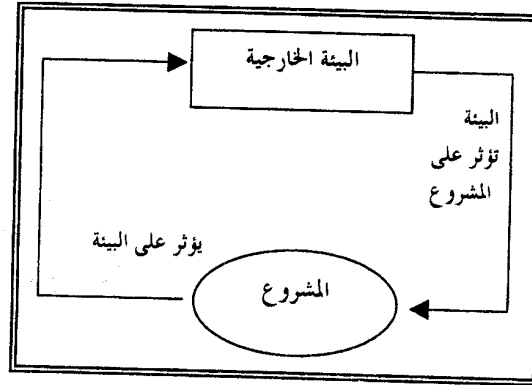 البيئة الخارجية
البيئة
تؤثر على
المشروع
يؤثر على البيئة
المشروع